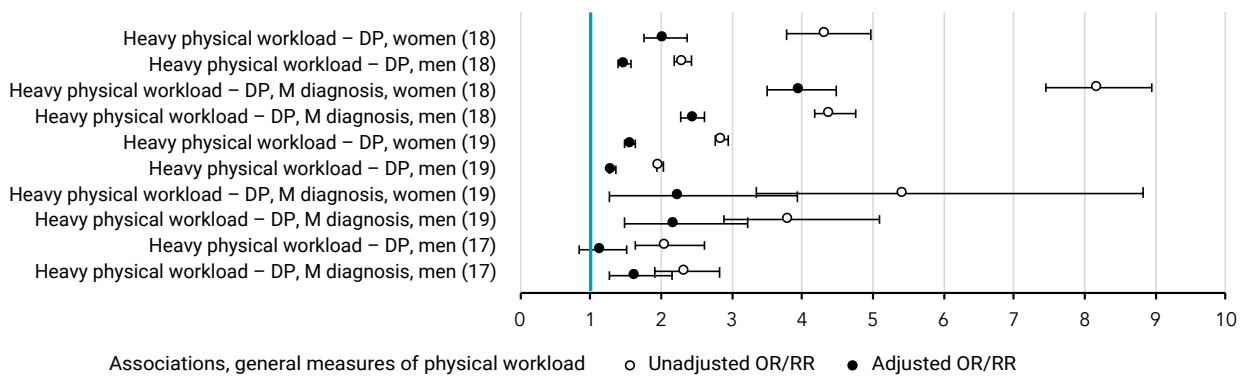 Heavy physical workload – DP, women (18)
Heavy physical workload – DP, men (18)
Heavy physical workload – DP, M diagnosis, women (18)
Heavy physical workload – DP, M diagnosis, men (18)
Heavy physical workload – DP, women (19)
Heavy physical workload – DP, men (19)
Heavy physical workload – DP, M diagnosis, women (19)
Heavy physical workload – DP, M diagnosis, men (19)
Heavy physical workload – DP, men (17)
Heavy physical workload – DP, M diagnosis, men (17)
0 1 2 3 4 5 6 7 8 9 10
Associations, general measures of physical workload Unadjusted OR/RR Adjusted OR/RR